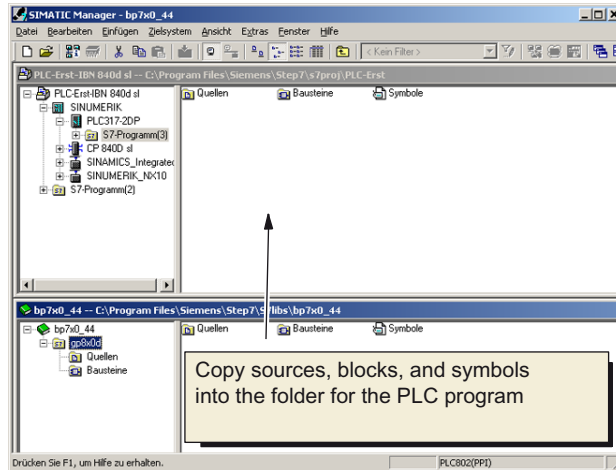 SIMATIC Manager - bp7x0_44
Datei Bearbeiten Einfügen Zielsystem Ansicht Extras Fenster Hilfe
< Kein Filter >
PLC-Erst-IBN 840d sl -- C:\Program Files\Siemens\Step7\s7proj\PLC-Erst
PLC-Erst-IBN 840d sl
SINUMERIK
PLC317-2DP
S7-Programm(3)
CP 840D sl
SINAMICS_Integrated
SINUMERIK_NX10
S7-Programm(2)
Quellen Bausteine Symbole
bp7x0_44 -- C:\Program Files\Siemens\Step7\S7libs\bp7x0_44
bp7x0_44
gp8x0d
Quellen
Bausteine
Quellen Bausteine Symbole
Copy sources, blocks, and symbols
into the folder for the PLC program
Drücken Sie F1, um Hilfe zu erhalten. PLC802(PPI)